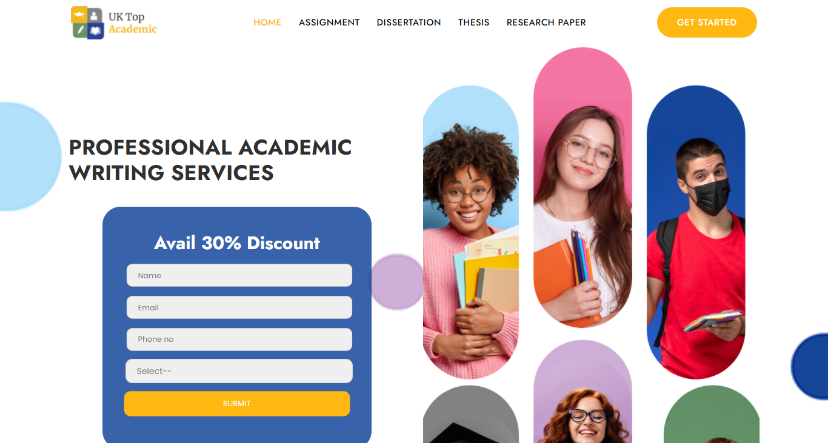 UK Top
Academic
HOME
ASSIGNMENT
DISSERTATION
THESIS
RESEARCH PAPER
GET STARTED
PROFESSIONAL ACADEMIC
WRITING SERVICES
Avail 30% Discount
Name
Email
Phone no
Select--
SUBMIT